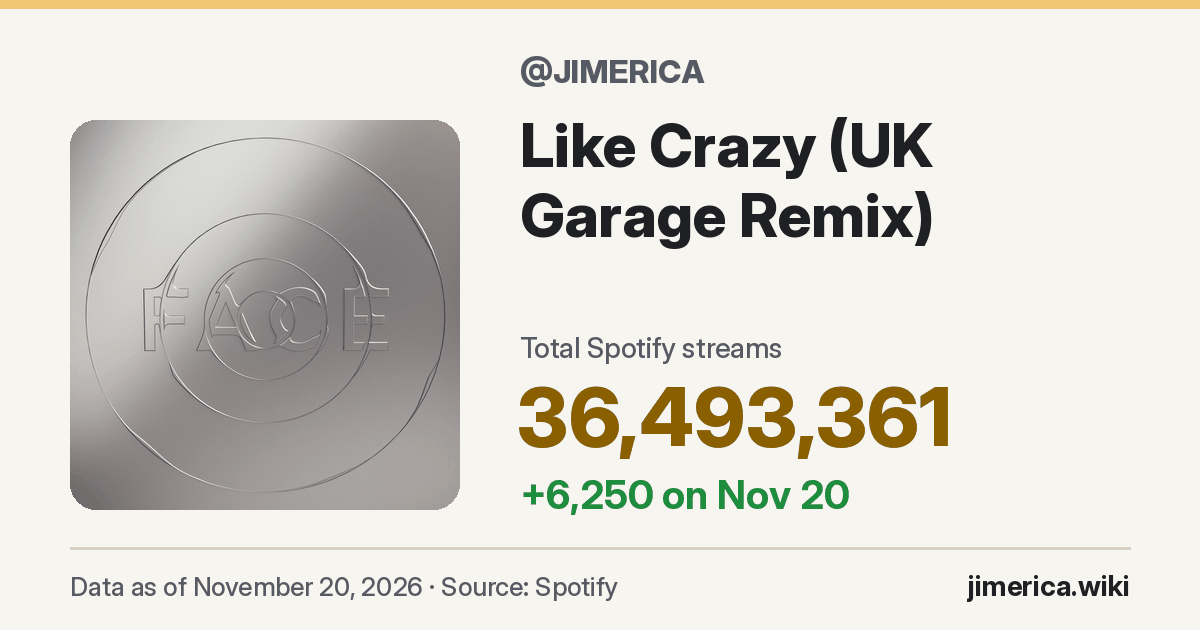 @JIMERICA
Like Crazy (UK
Garage Remix)
FACE
Total Spotify streams
36,493,361
+6,250 on Nov 20
Data as of November 20, 2026 · Source: Spotify
jimerica.wiki